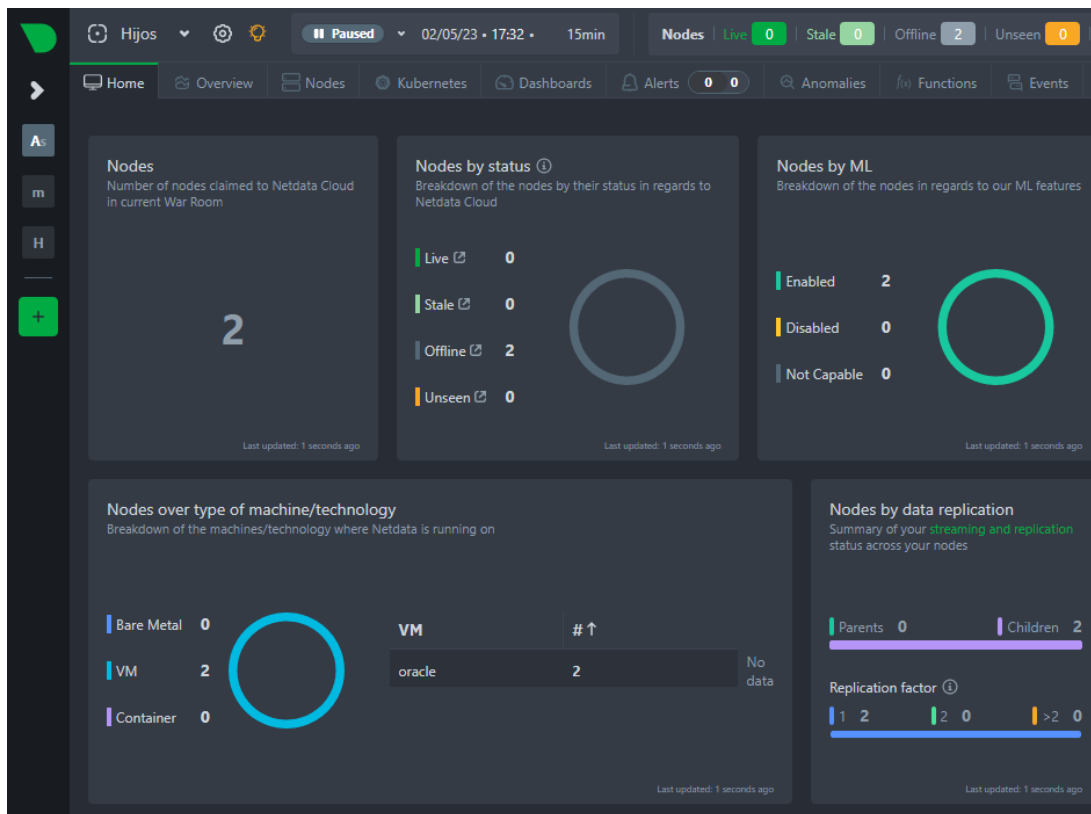 Hijos
Paused 02/05/23 • 17:32 • 15min
Nodes Live 0 Stale 0 Offline 2 Unseen 0
Home Overview Nodes Kubernetes Dashboards Alerts 0 0 Anomalies f(x) Functions Events
As
m
H
+
Nodes
Number of nodes claimed to Netdata Cloud
in current War Room
2
Last updated: 1 seconds ago
Nodes by status
Breakdown of the nodes by their status in regards to
Netdata Cloud
Live 0
Stale 0
Offline 2
Unseen 0
Last updated: 1 seconds ago
Nodes by ML
Breakdown of the nodes in regards to our ML features
Enabled 2
Disabled 0
Not Capable 0
Last updated: 1 seconds ago
Nodes over type of machine/technology
Breakdown of the machines/technology where Netdata is running on
Bare Metal 0
VM 2
Container 0
VM #↑
oracle 2
No
data
Last updated: 1 seconds ago
Nodes by data replication
Summary of your streaming and replication
status across your nodes
Parents 0 Children 2
Replication factor
1 2 2 0 >2 0
Last updated: 1 seconds ago